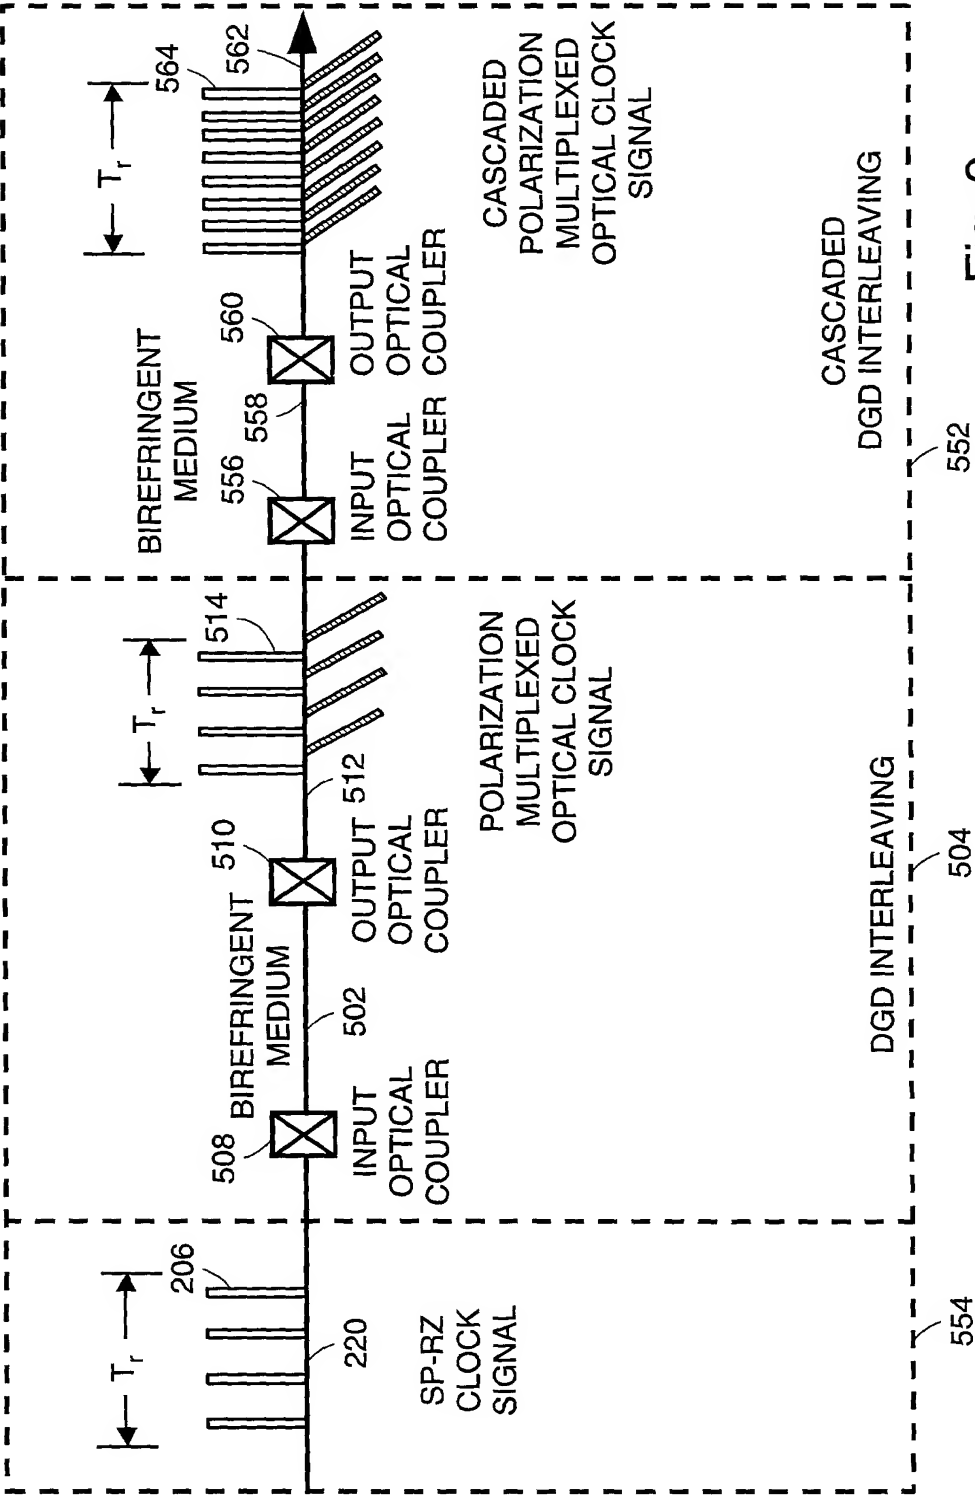 T_r
206
220
SP-RZ
CLOCK
SIGNAL
554
508
INPUT
OPTICAL
COUPLER
BIREFRINGENT
MEDIUM
502
510
OUTPUT
OPTICAL
COUPLER
512
T_r
514
POLARIZATION
MULTIPLEXED
OPTICAL CLOCK
SIGNAL
DGD INTERLEAVING
504
BIREFRINGENT
MEDIUM
556
INPUT
OPTICAL
COUPLER
558
560
OUTPUT
OPTICAL
COUPLER
T_r
564
562
CASCADED
POLARIZATION
MULTIPLEXED
OPTICAL CLOCK
SIGNAL
CASCADED
DGD INTERLEAVING
552